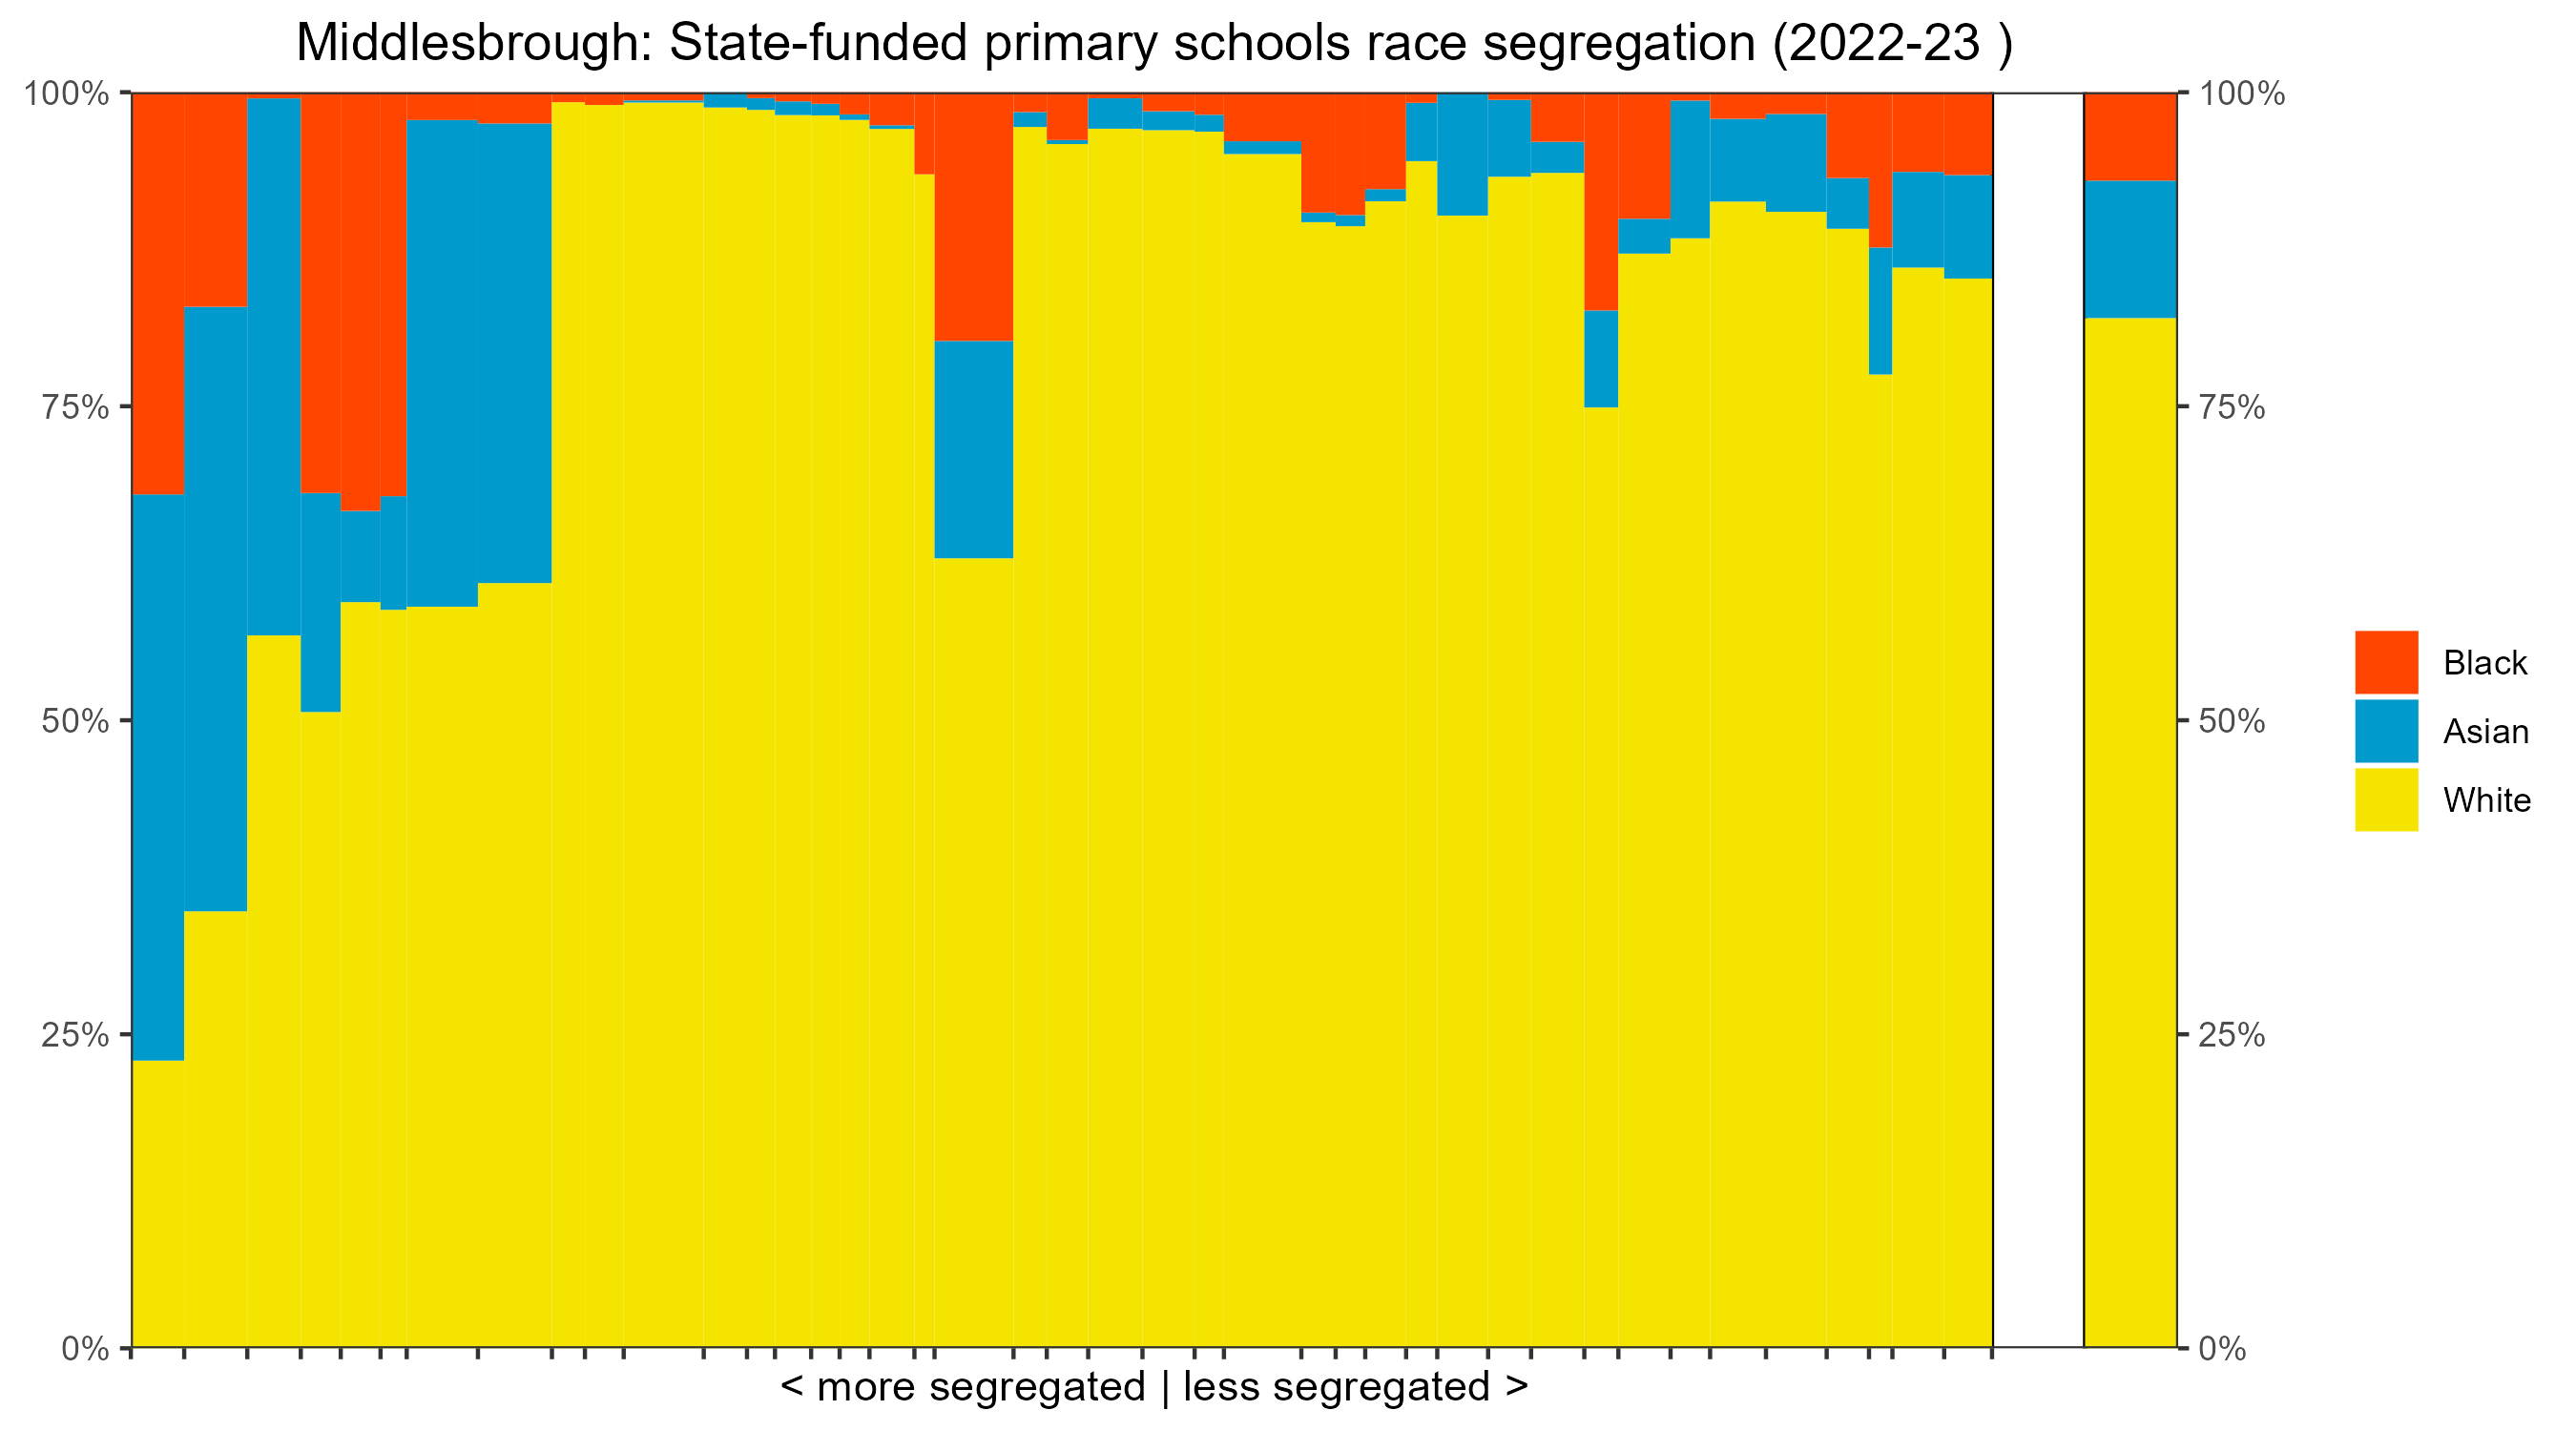 Middlesbrough: State-funded primary schools race segregation (2022-23 )
100%
75%
50%
25%
0%
100%
75%
50%
25%
0%
Black
Asian
White
< more segregated | less segregated >